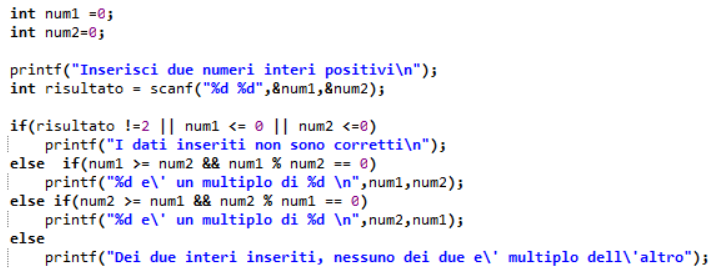 int num1 =0;
int num2=0;
printf("Inserisci due numeri interi positivi\n");
int risultato = scanf("%d %d",&num1,&num2);
if(risultato !=2 || num1 <= 0 || num2 <=0)
printf("I dati inseriti non sono corretti\n");
else  if(num1 >= num2 && num1 % num2 == 0)
printf("%d e\' un multiplo di %d \n",num1,num2);
else if(num2 >= num1 && num2 % num1 == 0)
printf("%d e\' un multiplo di %d \n",num2,num1);
else
printf("Dei due interi inseriti, nessuno dei due e\' multiplo dell\'altro");